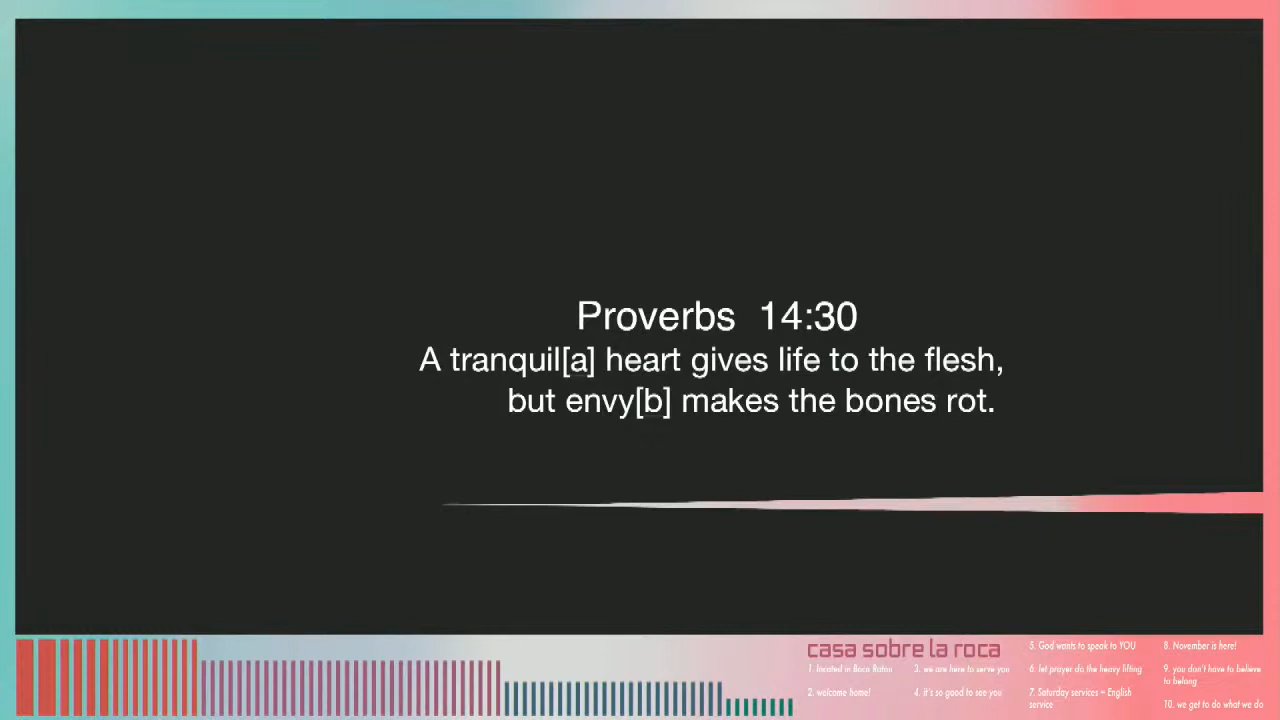 Proverbs  14:30
A tranquil[a] heart gives life to the flesh,
but envy[b] makes the bones rot.
casa sobre la roca
1. located in Boca Raton
2. welcome home!
3. we are here to serve you
4. it's so good to see you
5. God wants to speak to YOU
6. let prayer do the heavy lifting
7. Saturday services = English
service
8. November is here!
9. you don't have to believe
to belong
10. we get to do what we do